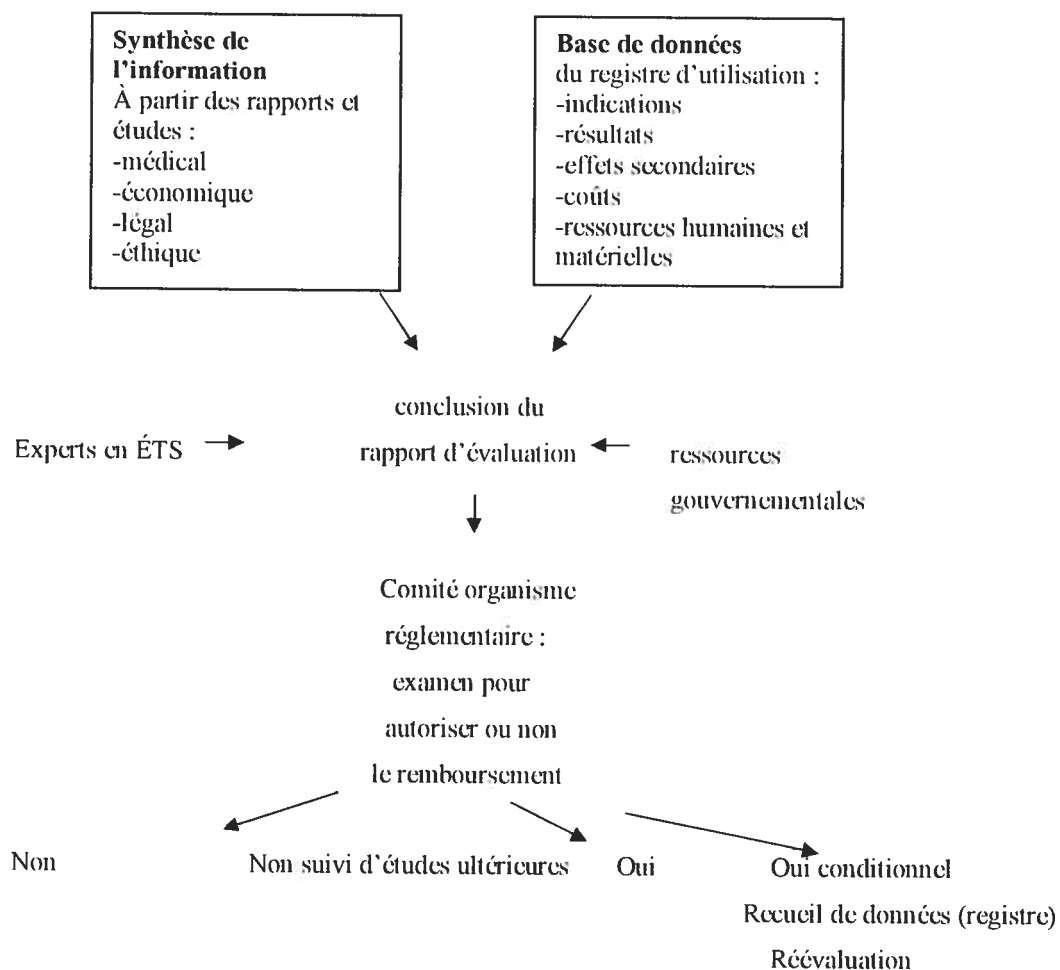 Synthèse de
l'information
À partir des rapports et
études :
-médical
-économique
-légal
-éthique
Base de données
du registre d'utilisation :
-indications
-résultats
-effets secondaires
-coûts
-ressources humaines et
matérielles
conclusion du
Experts en ÉTS
rapport d'évaluation
ressources
gouvernementales
Comité organisme
réglementaire :
examen pour
autoriser ou non
le remboursement
Non
Non suivi d'études ultérieures
Oui
Oui conditionnel
Recueil de données (registre)
Réévaluation